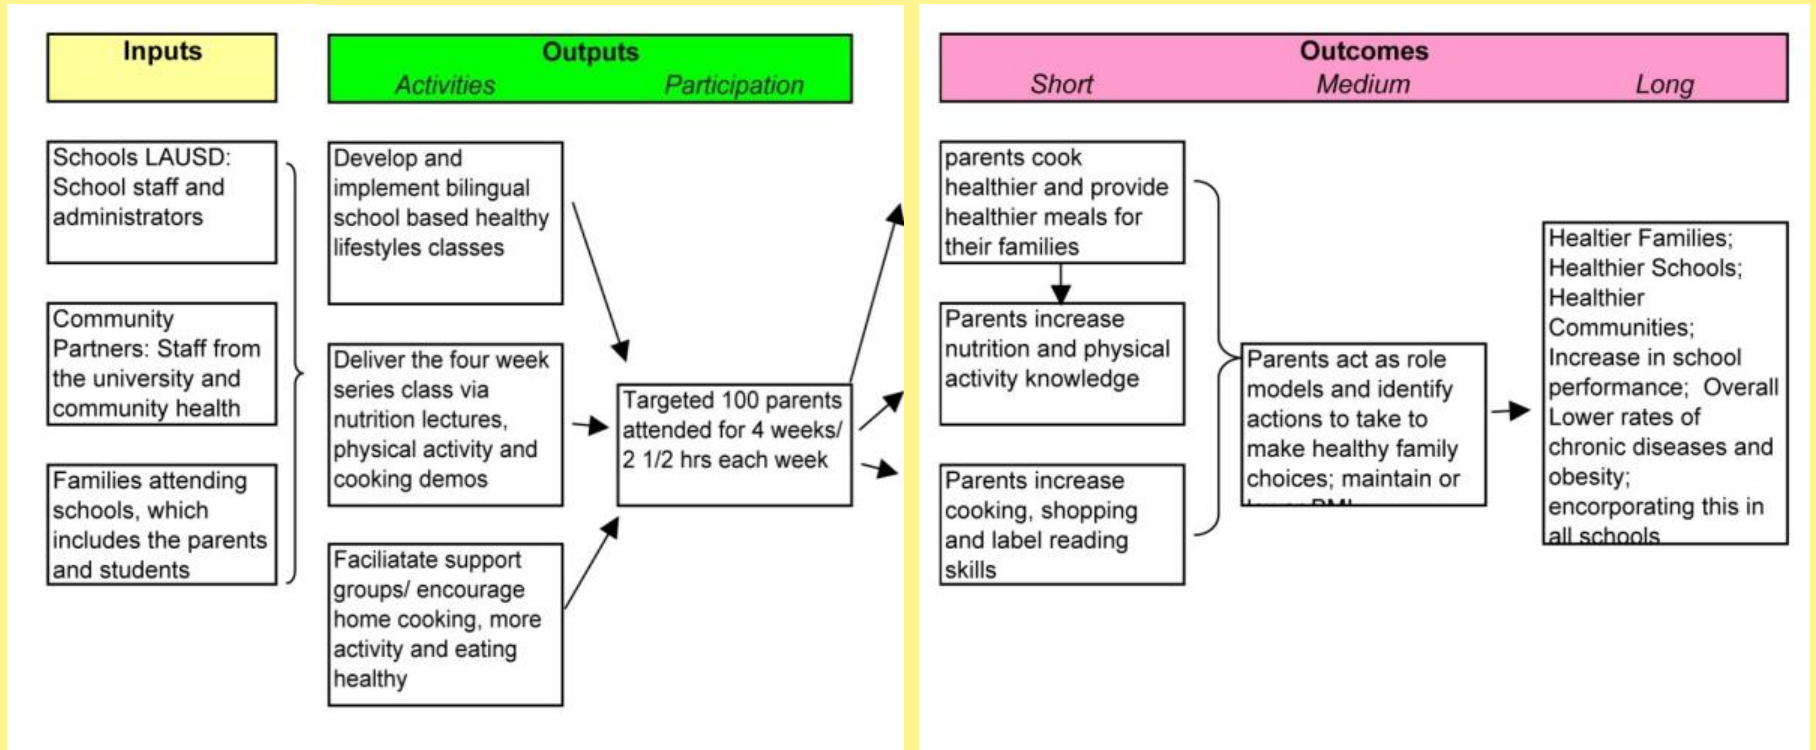 Inputs
Outputs
Activities Participation
Schools LAUSD:
School staff and
administrators
Community
Partners: Staff from
the university and
community health
Families attending
schools, which
includes the parents
and students
Develop and
implement bilingual
school based healthy
lifestyles classes
Deliver the four week
series class via
nutrition lectures,
physical activity and
cooking demos
Faciliatate support
groups/ encourage
home cooking, more
activity and eating
healthy
Targeted 100 parents
attended for 4 weeks/
2 1/2 hrs each week
Outcomes
Short Medium Long
parents cook
healthier and provide
healthier meals for
their families
Parents increase
nutrition and physical
activity knowledge
Parents increase
cooking, shopping
and label reading
skills
Parents act as role
models and identify
actions to take to
make healthy family
choices; maintain or
lower BMI
Healtier Families;
Healthier Schools;
Healthier
Communities;
Increase in school
performance; Overall
Lower rates of
chronic diseases and
obesity;
encorporating this in
all schools